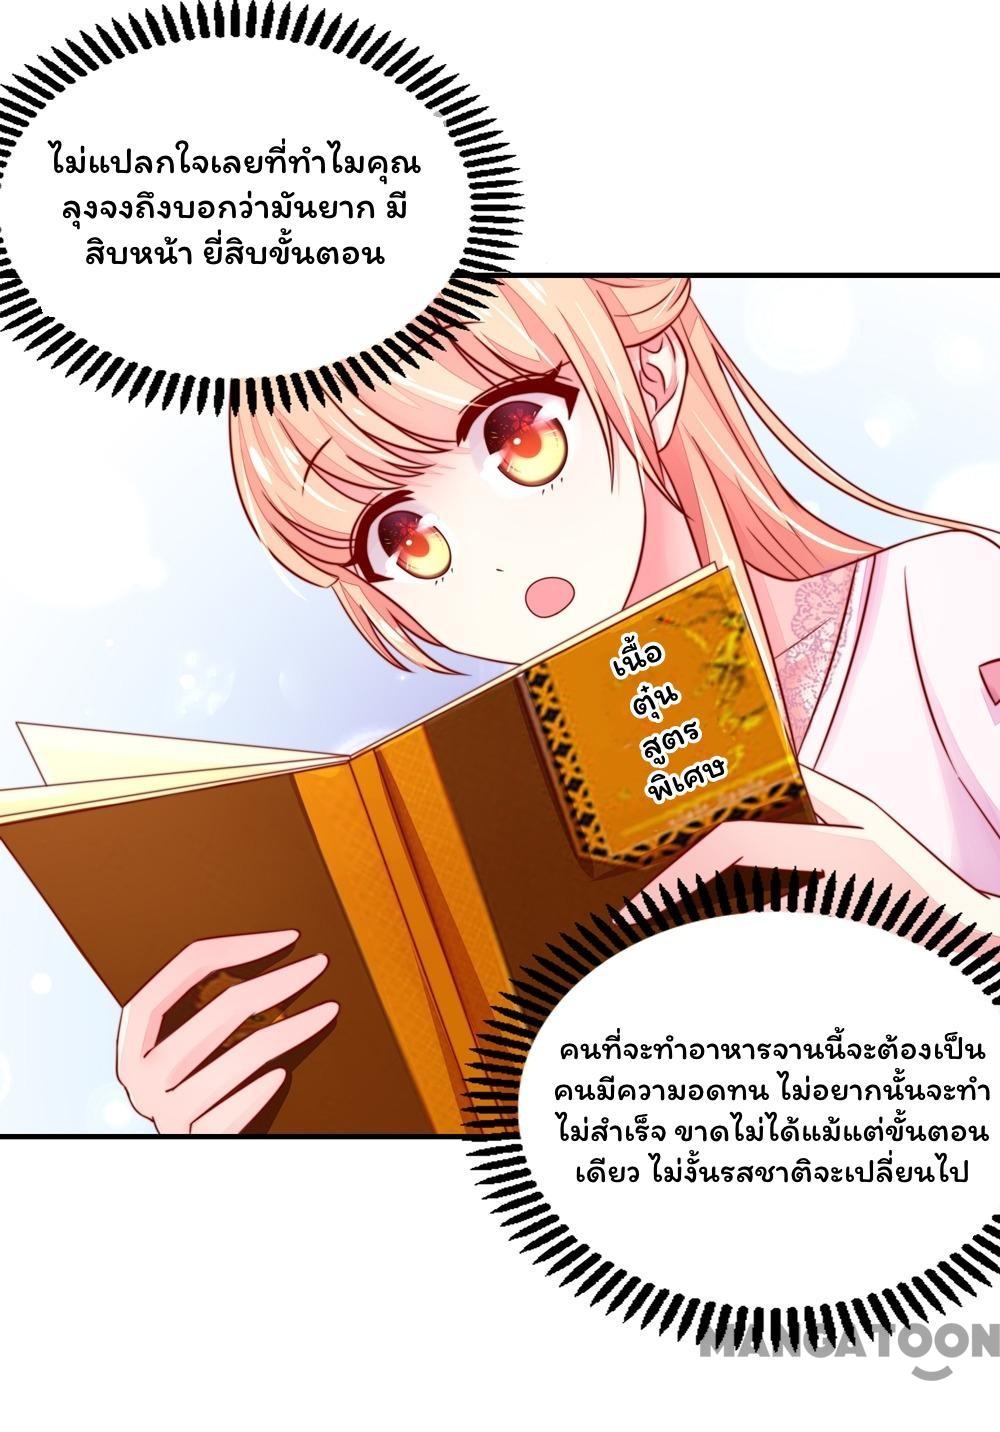 ไม่แปลกใจเลยที่ทำไมคุณ
ลุงจงถึงบอกว่ามันยาก มี
สิบหน้า ยี่สิบขั้นตอน
เนื้อ
ตุ๋น
สูตร
พิเศษ
คนที่จะทำอาหารจานนี้จะต้องเป็น
คนมีความอดทน ไม่อยากนั้นจะทำ
ไม่สำเร็จ ขาดไม่ได้แม้แต่ขั้นตอน
เดียว ไม่งั้นรสชาติจะเปลี่ยนไป
MANGATOON